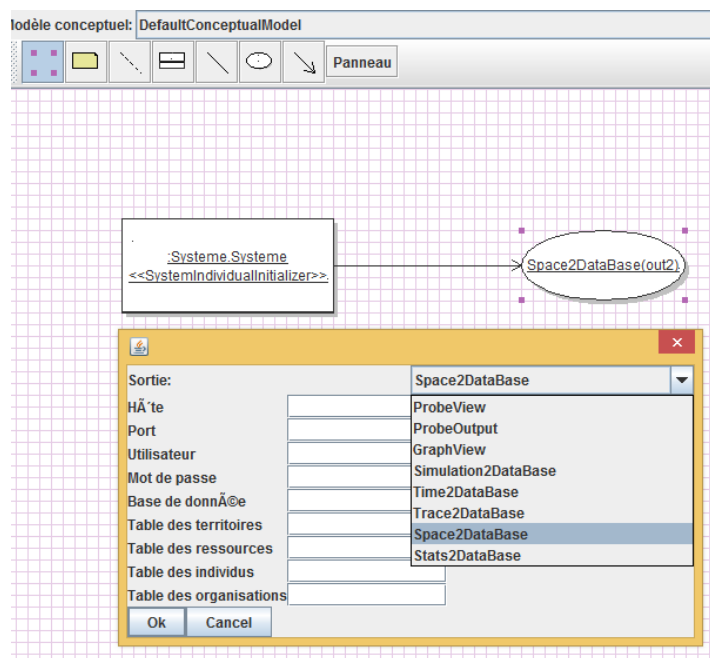 Modèle conceptuel: DefaultConceptualModel
Panneau
:Systeme.Systeme
<<SystemIndividualInitializer>>.
Space2DataBase(out2).
Sortie:
Space2DataBase
HÃ´te
ProbeView
Port
ProbeOutput
Utilisateur
GraphView
Mot de passe
Simulation2DataBase
Base de donnÃ©e
Time2DataBase
Table des territoires
Trace2DataBase
Table des ressources
Space2DataBase
Table des individus
Stats2DataBase
Table des organisations
Ok
Cancel